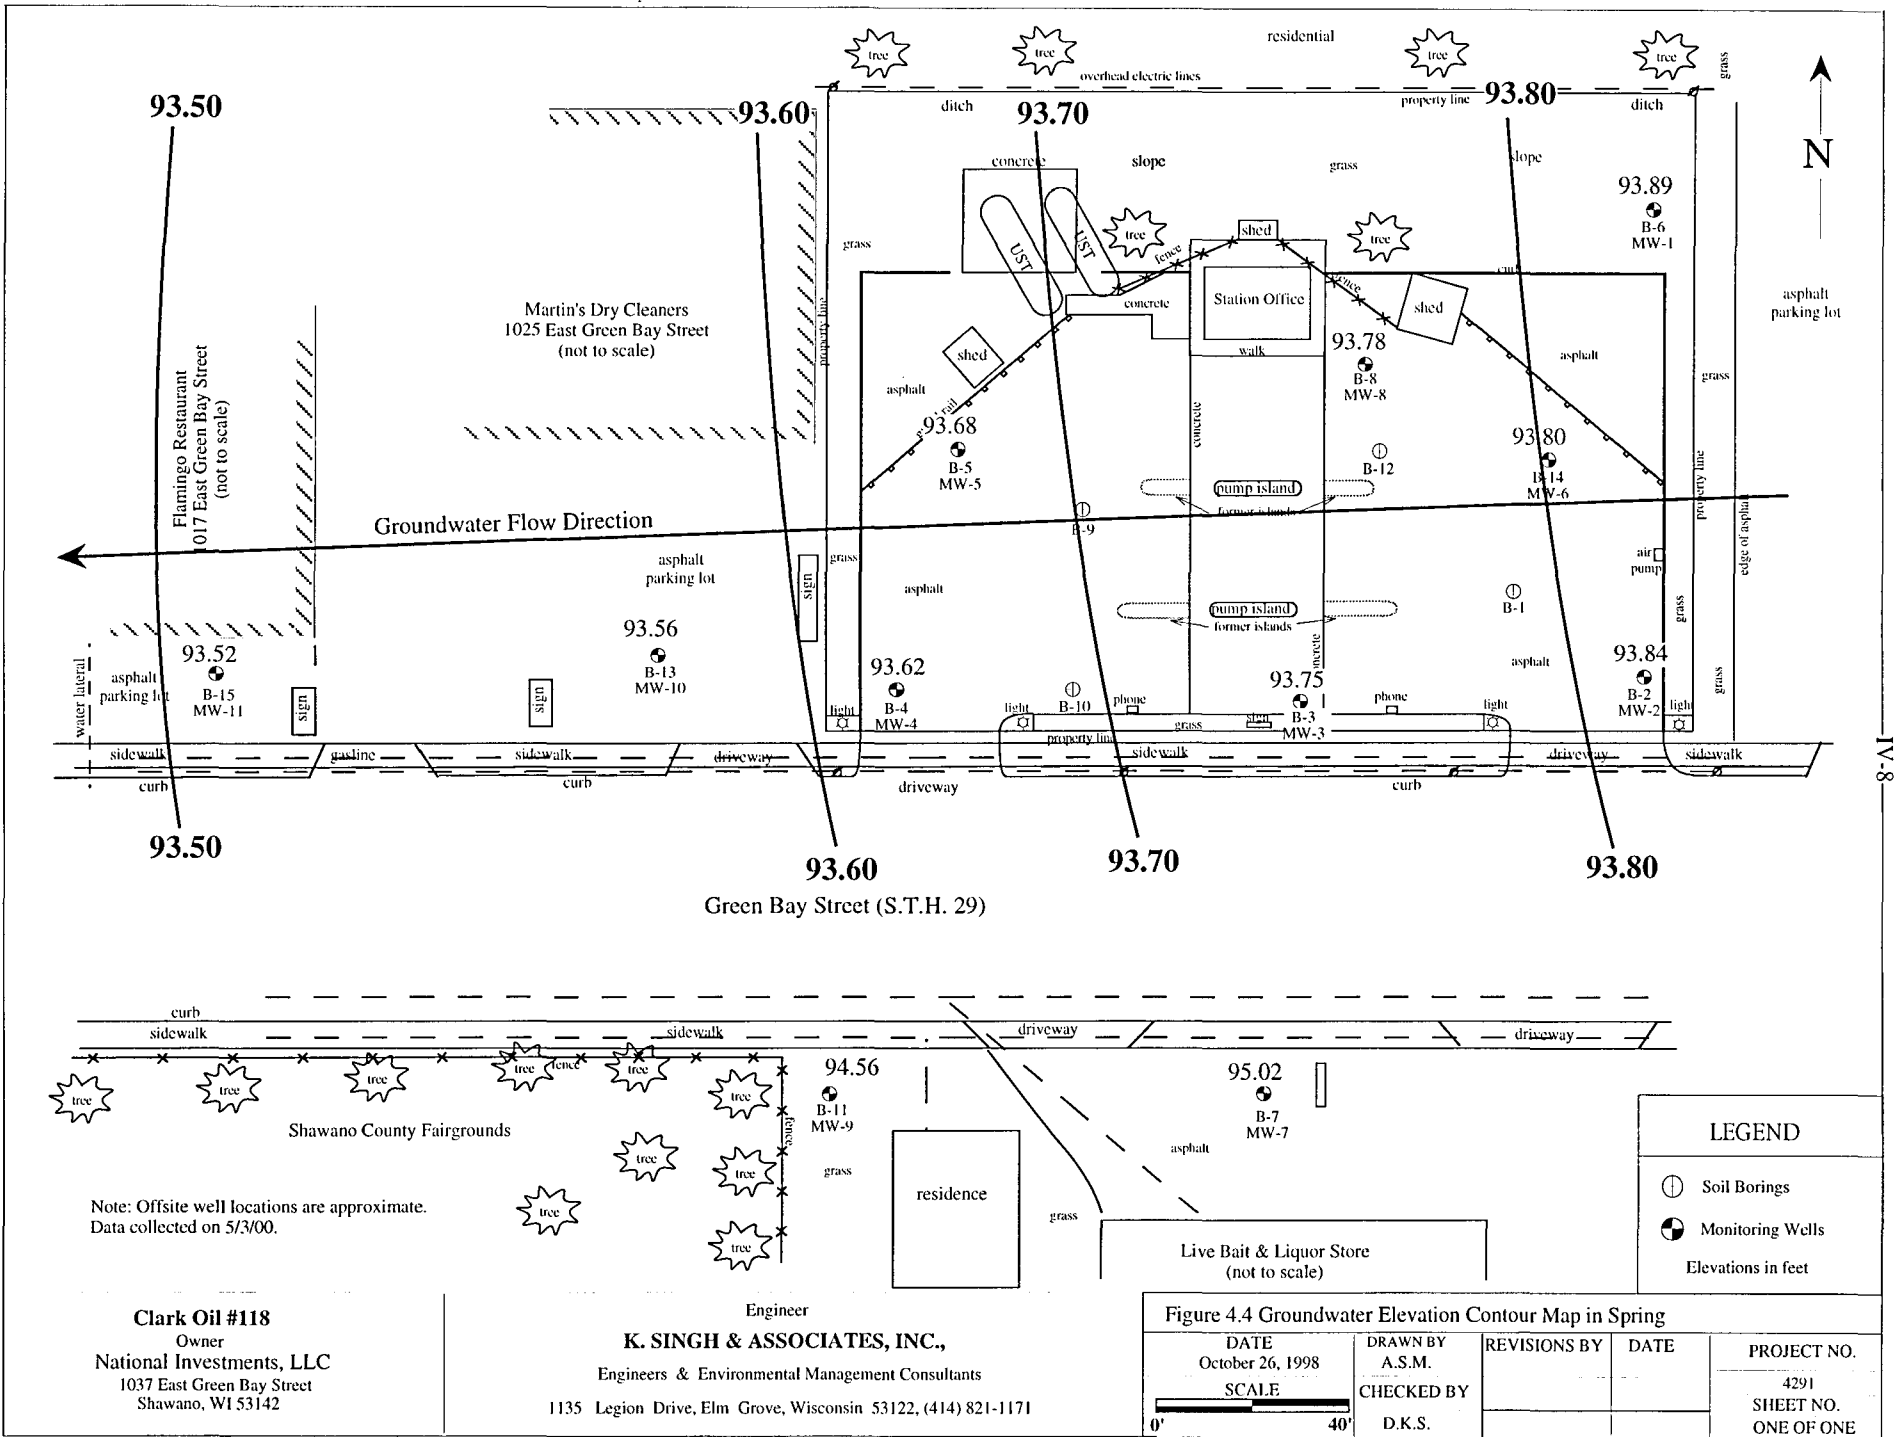 residential
tree
tree
tree
tree
grass
overhead electric lines
93.50
93.60
ditch
93.70
property line
93.80
ditch
N
concrete
slope
grass
slope
93.89
B-6
MW-1
grass
UST
UST
tree
fence
shed
tree
fence
concrete
Station Office
walk
shed
asphalt
parking lot
Martin's Dry Cleaners
1025 East Green Bay Street
(not to scale)
property line
Flamingo Restaurant
1017 East Green Bay Street
(not to scale)
shed
asphalt
rail
93.78
B-8
MW-8
asphalt
grass
93.68
B-5
MW-5
concrete
B-12
93.80
B-14
MW-6
pump island
former islands
property line
edge of asphalt
Groundwater Flow Direction
B-9
asphalt
parking lot
sign
grass
asphalt
air
pump
B-1
pump island
former islands
grass
93.56
B-13
MW-10
93.52
B-15
MW-11
water lateral
asphalt
parking lot
sign
sign
93.62
B-4
MW-4
light
light
B-10
phone
93.75
B-3
MW-3
sign
grass
phone
light
asphalt
93.84
B-2
MW-2
light
grass
property line
sidewalk
gasline
sidewalk
driveway
sidewalk
driveway
sidewalk
curb
curb
driveway
curb
93.50
93.60
93.70
93.80
IV-8
Green Bay Street (S.T.H. 29)
curb
sidewalk
sidewalk
driveway
driveway
fence
tree
tree
tree
tree
tree
tree
94.56
B-11
MW-9
95.02
B-7
MW-7
Shawano County Fairgrounds
fence
tree
tree
tree
tree
grass
residence
asphalt
grass
Live Bait & Liquor Store
(not to scale)
Note: Offsite well locations are approximate.
Data collected on 5/3/00.
LEGEND
Soil Borings
Monitoring Wells
Elevations in feet
Clark Oil #118
Owner
National Investments, LLC
1037 East Green Bay Street
Shawano, WI 53142
Engineer
K. SINGH & ASSOCIATES, INC.,
Engineers & Environmental Management Consultants
1135 Legion Drive, Elm Grove, Wisconsin 53122, (414) 821-1171
Figure 4.4 Groundwater Elevation Contour Map in Spring
DATE
October 26, 1998
SCALE
0'
40'
DRAWN BY
A.S.M.
CHECKED BY
D.K.S.
REVISIONS BY
DATE
PROJECT NO.
4291
SHEET NO.
ONE OF ONE